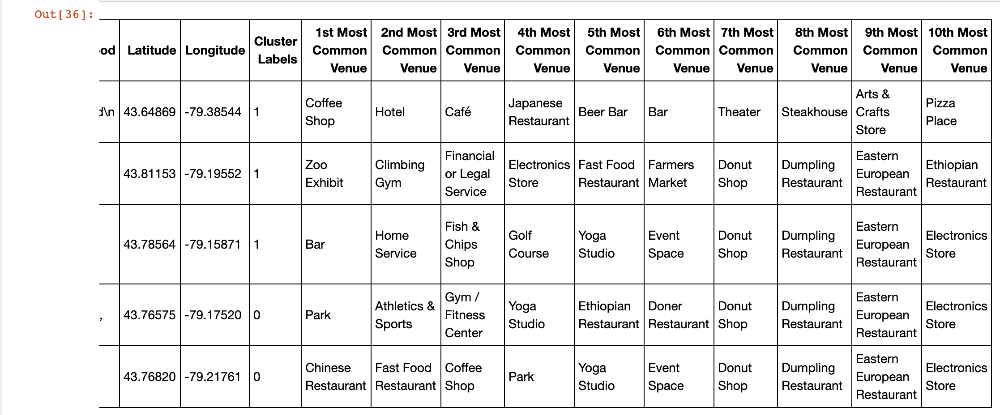 Out[36]:
od Latitude Longitude Cluster Labels 1st Most Common Venue 2nd Most Common Venue 3rd Most Common Venue 4th Most Common Venue 5th Most Common Venue 6th Most Common Venue 7th Most Common Venue 8th Most Common Venue 9th Most Common Venue 10th Most Common Venue
d\n 43.64869 -79.38544 1 Coffee Shop Hotel Café Japanese Restaurant Beer Bar Bar Theater Steakhouse Arts & Crafts Store Pizza Place
43.81153 -79.19552 1 Zoo Exhibit Climbing Gym Financial or Legal Service Electronics Store Fast Food Restaurant Farmers Market Donut Shop Dumpling Restaurant Eastern European Restaurant Ethiopian Restaurant
43.78564 -79.15871 1 Bar Home Service Fish & Chips Shop Golf Course Yoga Studio Event Space Donut Shop Dumpling Restaurant Eastern European Restaurant Electronics Store
, 43.76575 -79.17520 0 Park Athletics & Sports Gym / Fitness Center Yoga Studio Ethiopian Restaurant Doner Restaurant Donut Shop Dumpling Restaurant Eastern European Restaurant Electronics Store
43.76820 -79.21761 0 Chinese Restaurant Fast Food Restaurant Coffee Shop Park Yoga Studio Event Space Donut Shop Dumpling Restaurant Eastern European Restaurant Electronics Store